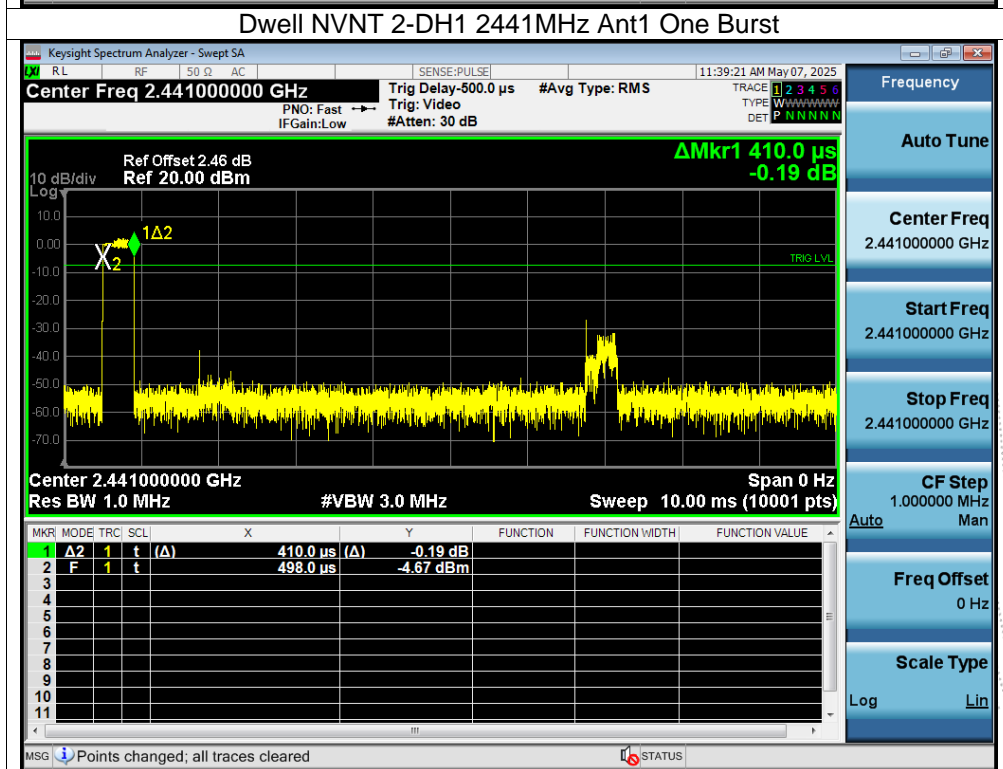 Dwell NVNT 2-DH1 2441MHz Ant1 One Burst
Keysight Spectrum Analyzer - Swept SA
LXI RL RF 50 Ω AC SENSE:PULSE 11:39:21 AM May 07, 2025
Center Freq 2.441000000 GHz Trig Delay-500.0 µs #Avg Type: RMS TRACE 1 2 3 4 5 6
PNO: Fast Trig: Video TYPE WWWWWW
IFGain:Low #Atten: 30 dB DET P N N N N N
Frequency
Auto Tune
Center Freq
2.441000000 GHz
Start Freq
2.441000000 GHz
Stop Freq
2.441000000 GHz
CF Step
1.000000 MHz
Auto Man
Freq Offset
0 Hz
Scale Type
Log Lin
ΔMkr1 410.0 µs
-0.19 dB
Ref Offset 2.46 dB
10 dB/div Ref 20.00 dBm
Log
10.0
0.00
-10.0
-20.0
-30.0
-40.0
-50.0
-60.0
-70.0
1Δ2
X2
TRIG LVL
Center 2.441000000 GHz Span 0 Hz
Res BW 1.0 MHz #VBW 3.0 MHz Sweep 10.00 ms (10001 pts)
MKR MODE TRC SCL X Y FUNCTION FUNCTION WIDTH FUNCTION VALUE
1 Δ2 1 t (Δ) 410.0 µs (Δ) -0.19 dB
2 F 1 t 498.0 µs -4.67 dBm
3
4
5
6
7
8
9
10
11
MSG Points changed; all traces cleared STATUS